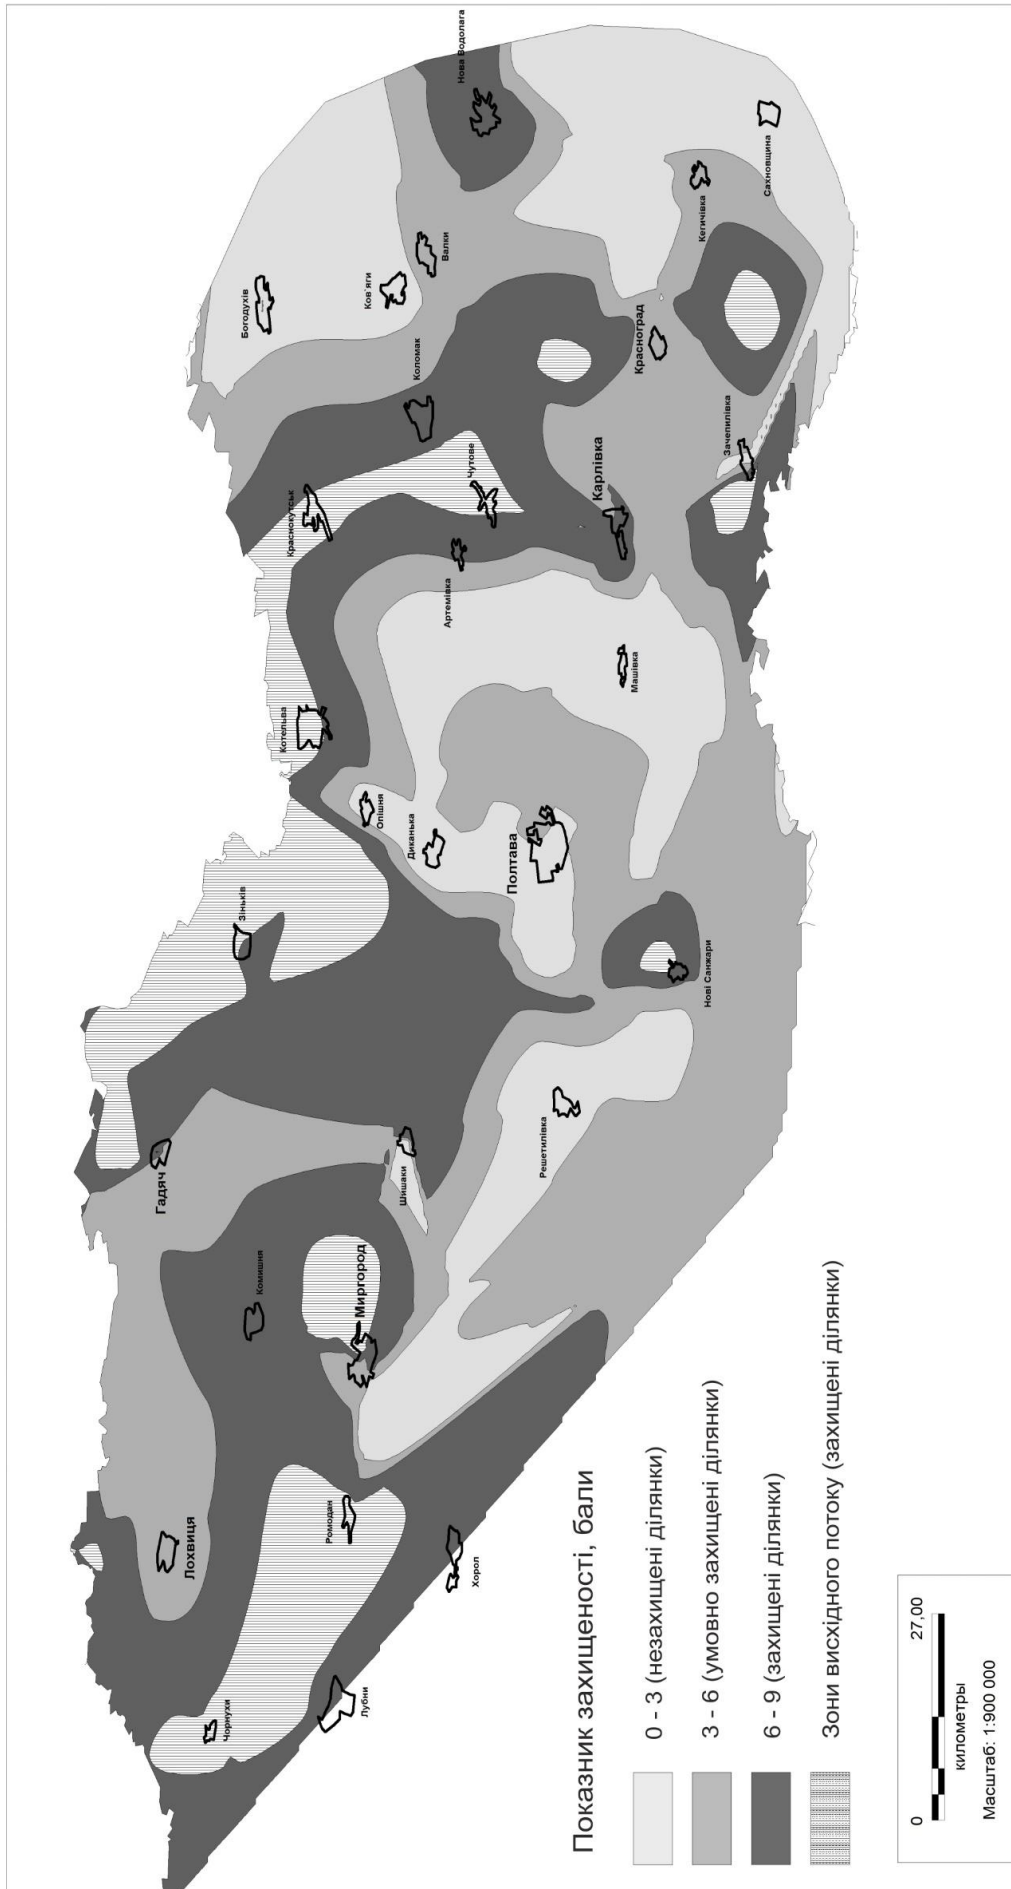 Нова Водолага
Сахновщина
Кегичівка
Богодухів
Ков`яги
Валки
Красноград
Коломак
Зачепилівка
Чутове
Карлівка
Краснокутськ
Артемівка
Машівка
Котельва
Опішня
Диканька
Полтава
Зіньків
Нові Санжари
Решетилівка
Шишаки
Гадяч
Комишня
Миргород
Ромодан
Лохвиця
Хорол
Чорнухи
Лубни
Показник захищеності, бали
0 - 3 (незахищені ділянки)
3 - 6 (умовно захищені ділянки)
6 - 9 (захищені ділянки)
Зони висхідного потоку (захищені ділянки)
0 27,00
километры
Масштаб: 1:900 000